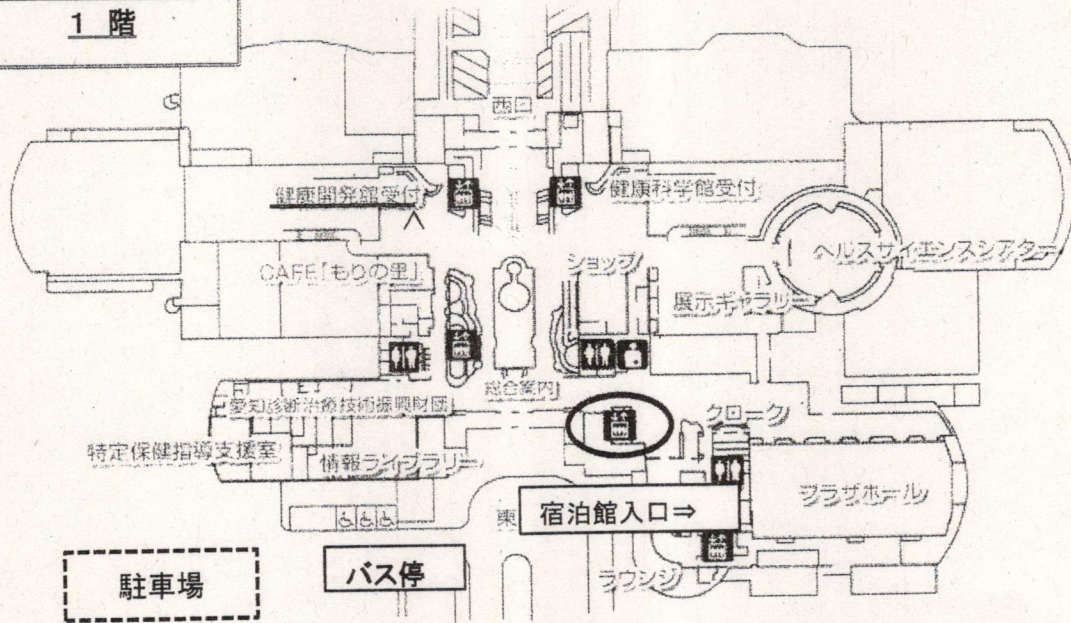 1 階
西口
健康開発館受付
健康科学館受付
ヘルスサイエンスシアター
CAFE「もりの里」
ショップ
展示ギャラリー
総合案内
愛知診断治療技術振興財団
クローク
特定保健指導支援室
情報ライブラリー
プラザホール
東
宿泊館入口⇒
バス停
駐車場
ラウンジ